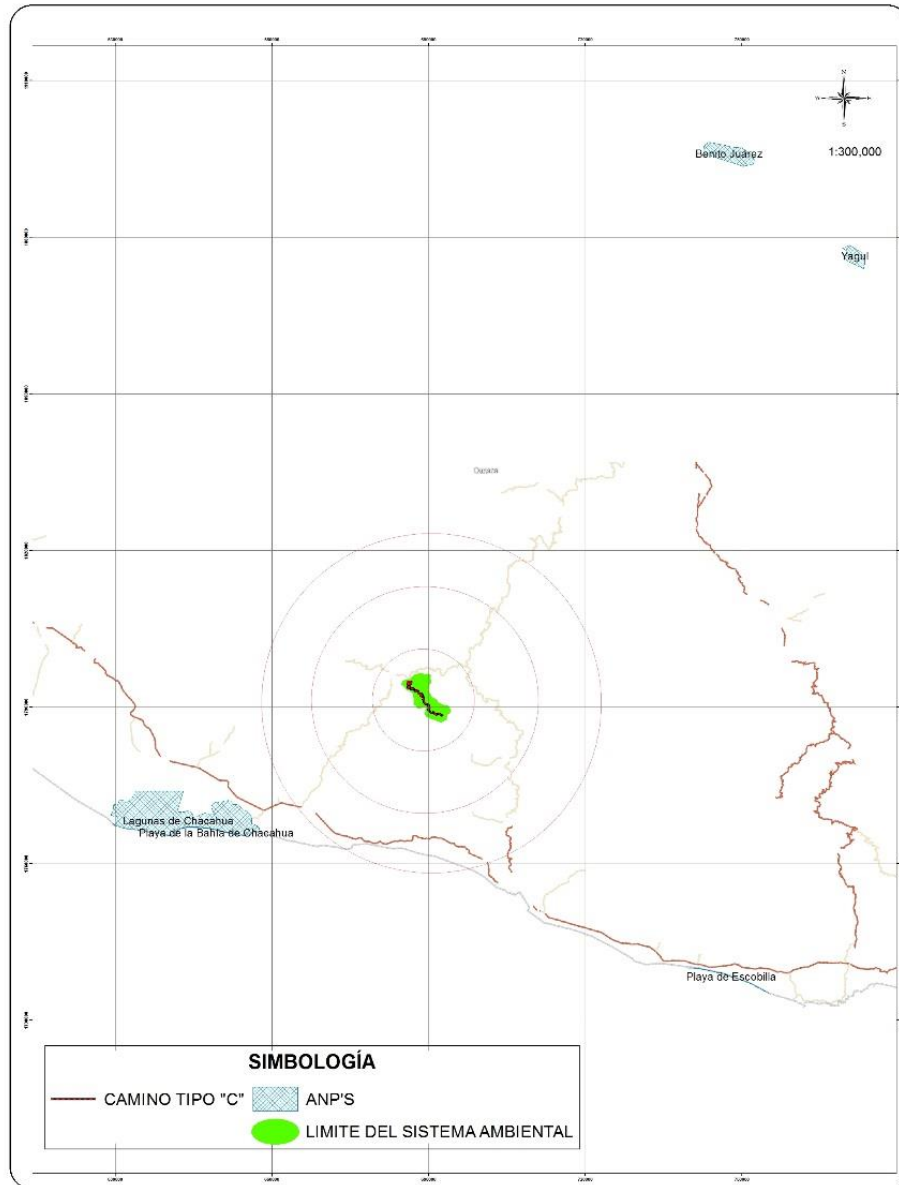 N
W
E
S
1:300,000
Benito Juárez
Yagul
Lagunas de Chacahua
Playa de la Bahía de Chacahua
Playa de Escobilla
SIMBOLOGÍA
CAMINO TIPO "C"
ANP'S
LIMITE DEL SISTEMA AMBIENTAL